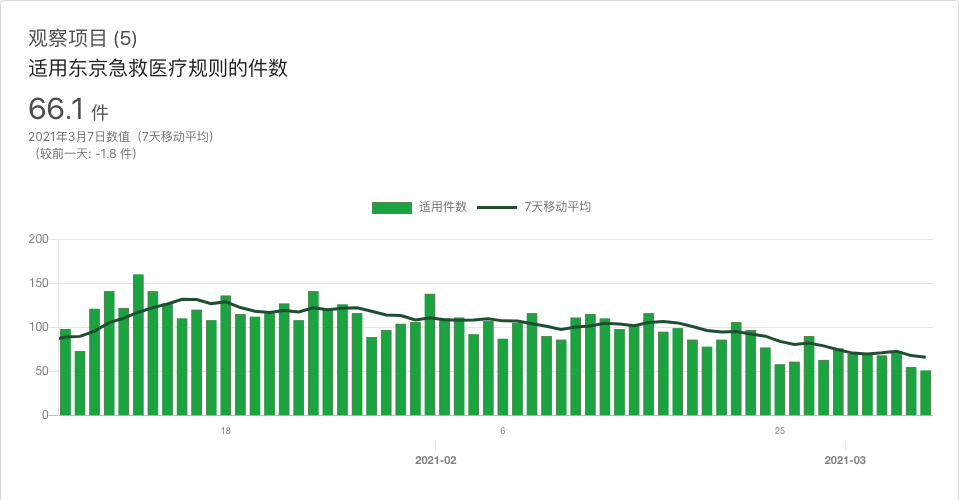 观察项目 (5)
适用东京急救医疗规则的件数
66.1 件
2021年3月7日数值（7天移动平均）
（较前一天: -1.8 件）
适用件数 7天移动平均
200
150
100
50
0
18 6 25
2021-02 2021-03